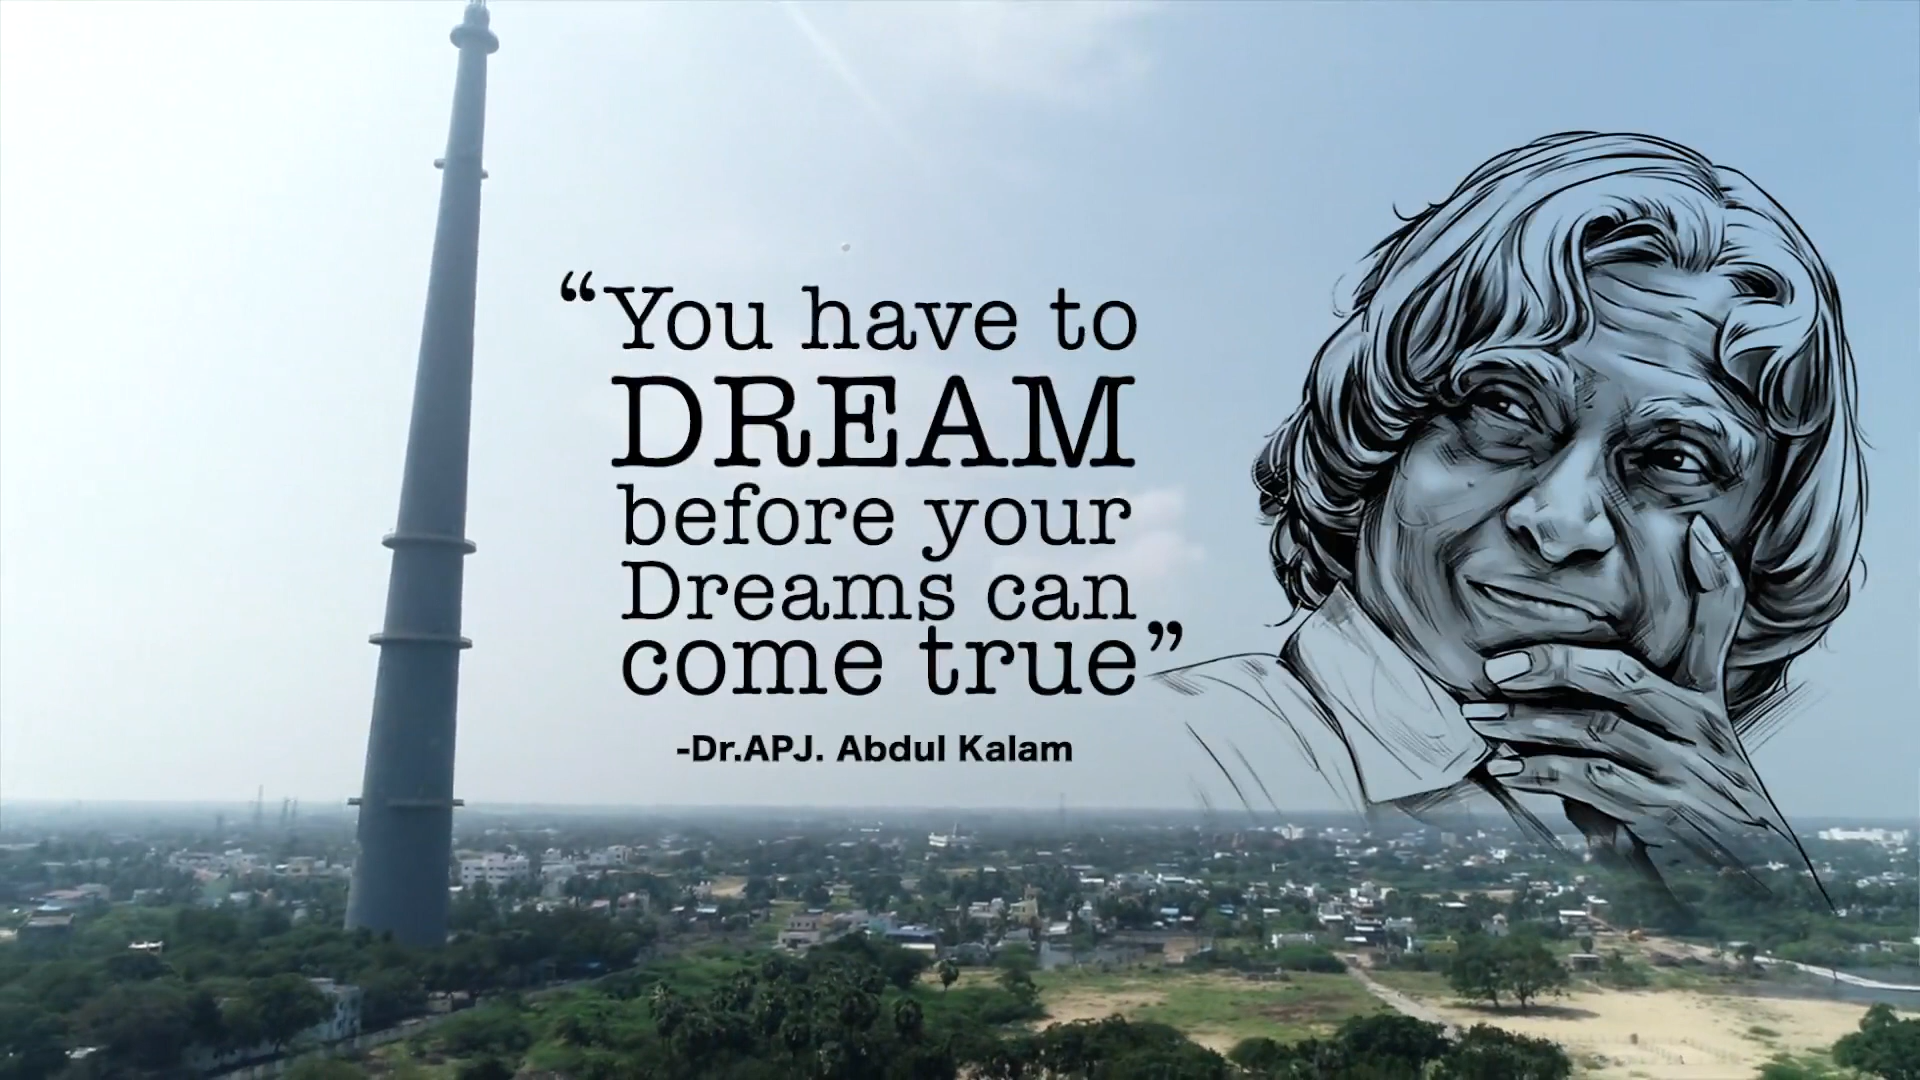 “You have to
DREAM
before your
Dreams can
come true”
-Dr.APJ. Abdul Kalam